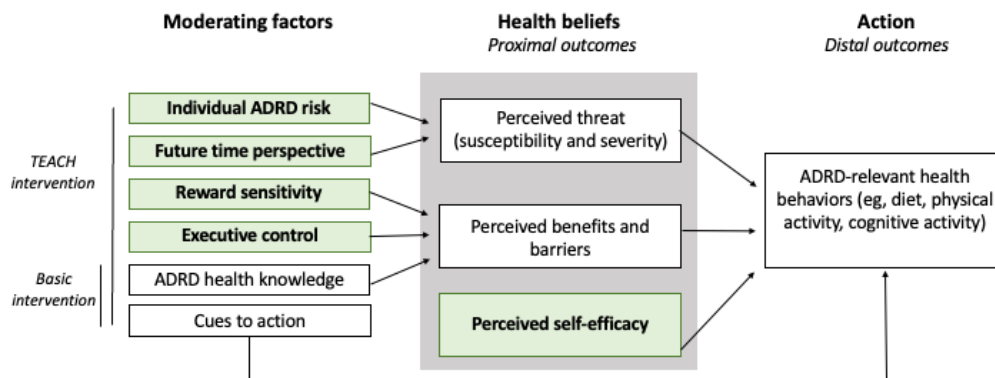 Moderating factors
Health beliefs
Proximal outcomes
Action
Distal outcomes
TEACH
intervention
Basic
intervention
Individual ADRD risk
Future time perspective
Reward sensitivity
Executive control
ADRD health knowledge
Cues to action
Perceived threat
(susceptibility and severity)
Perceived benefits and
barriers
Perceived self-efficacy
ADRD-relevant health
behaviors (eg, diet, physical
activity, cognitive activity)